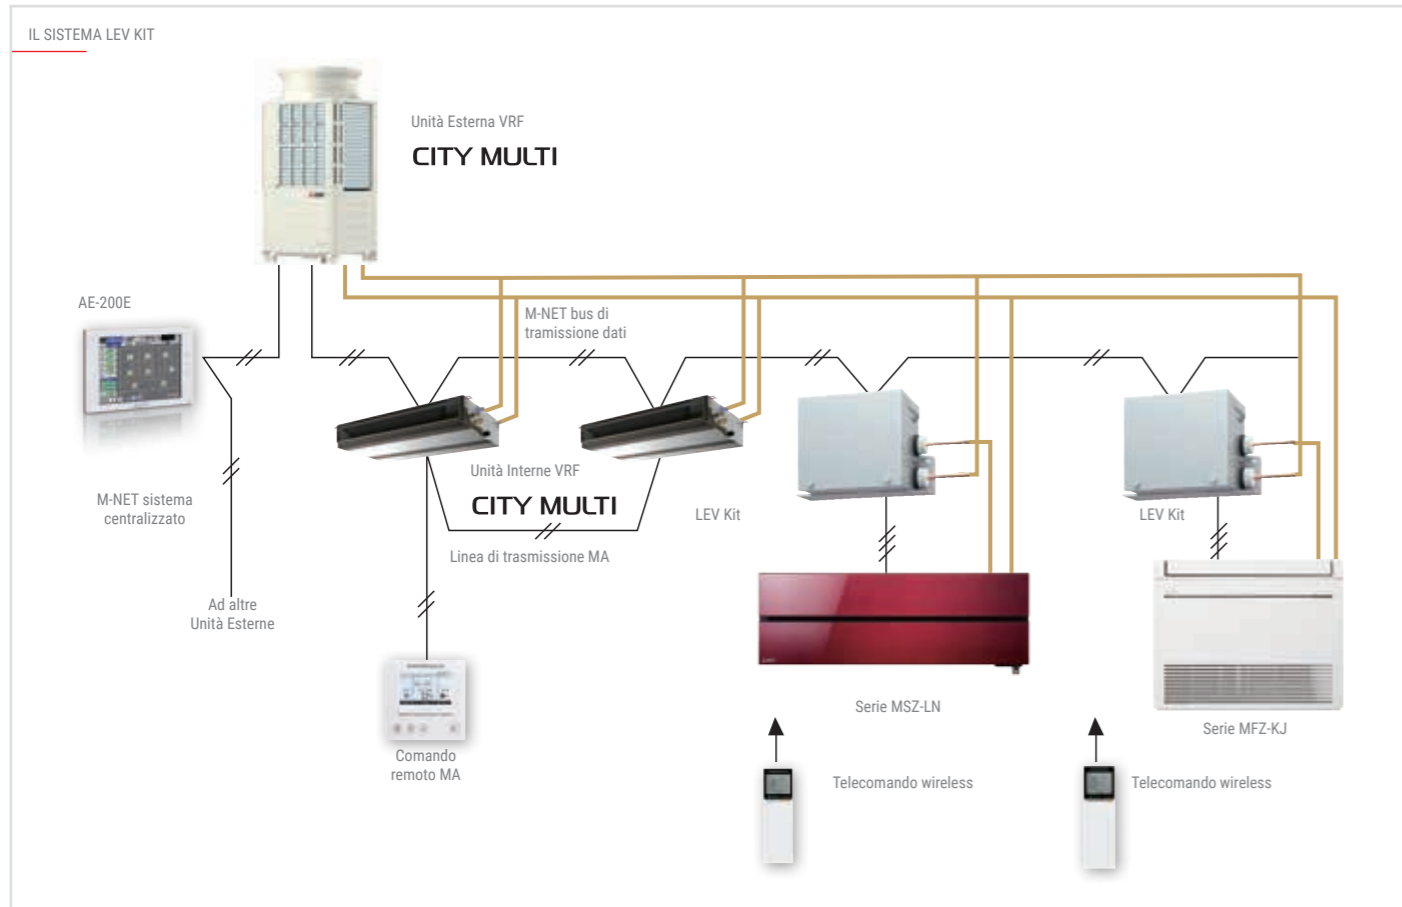 IL SISTEMA LEV KIT
Unità Esterna VRF
CITY MULTI
AE-200E
M-NET bus di
tramissione dati
Unità Interne VRF
CITY MULTI
M-NET sistema
centralizzato
LEV Kit
LEV Kit
Linea di trasmissione MA
Ad altre
Unità Esterne
Serie MSZ-LN
Serie MFZ-KJ
Comando
remoto MA
Telecomando wireless
Telecomando wireless